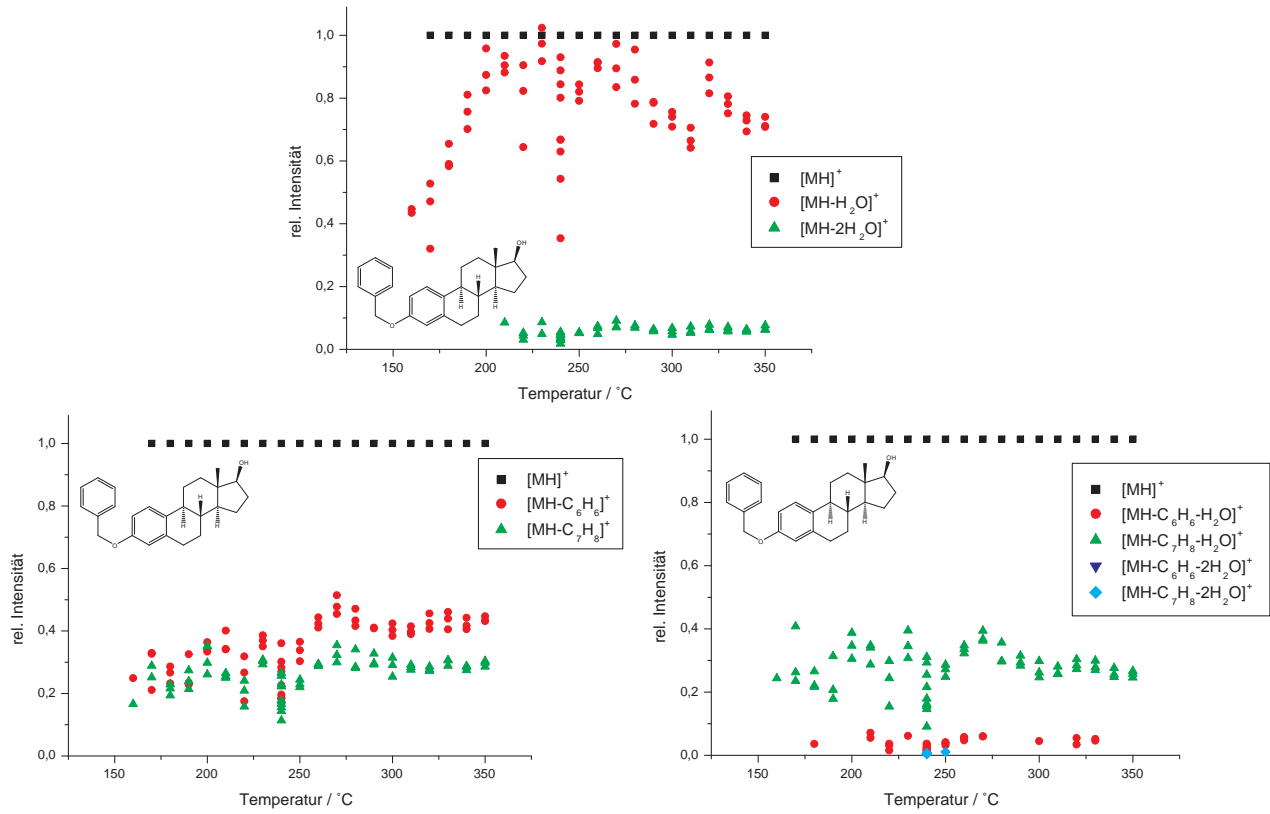 1,0
0,8
0,6
0,4
0,2
0,0
rel. Intensität
150 200 250 300 350
Temperatur / °C
[MH]⁺
[MH-H₂O]⁺
[MH-2H₂O]⁺
OH
H
H H
O
1,0
0,8
0,6
0,4
0,2
0,0
rel. Intensität
150 200 250 300 350
Temperatur / °C
[MH]⁺
[MH-C₆H₆]⁺
[MH-C₇H₈]⁺
OH
H
H H
O
1,0
0,8
0,6
0,4
0,2
0,0
rel. Intensität
150 200 250 300 350
Temperatur / °C
[MH]⁺
[MH-C₆H₆-H₂O]⁺
[MH-C₇H₈-H₂O]⁺
[MH-C₆H₆-2H₂O]⁺
[MH-C₇H₈-2H₂O]⁺
OH
H
H H
O